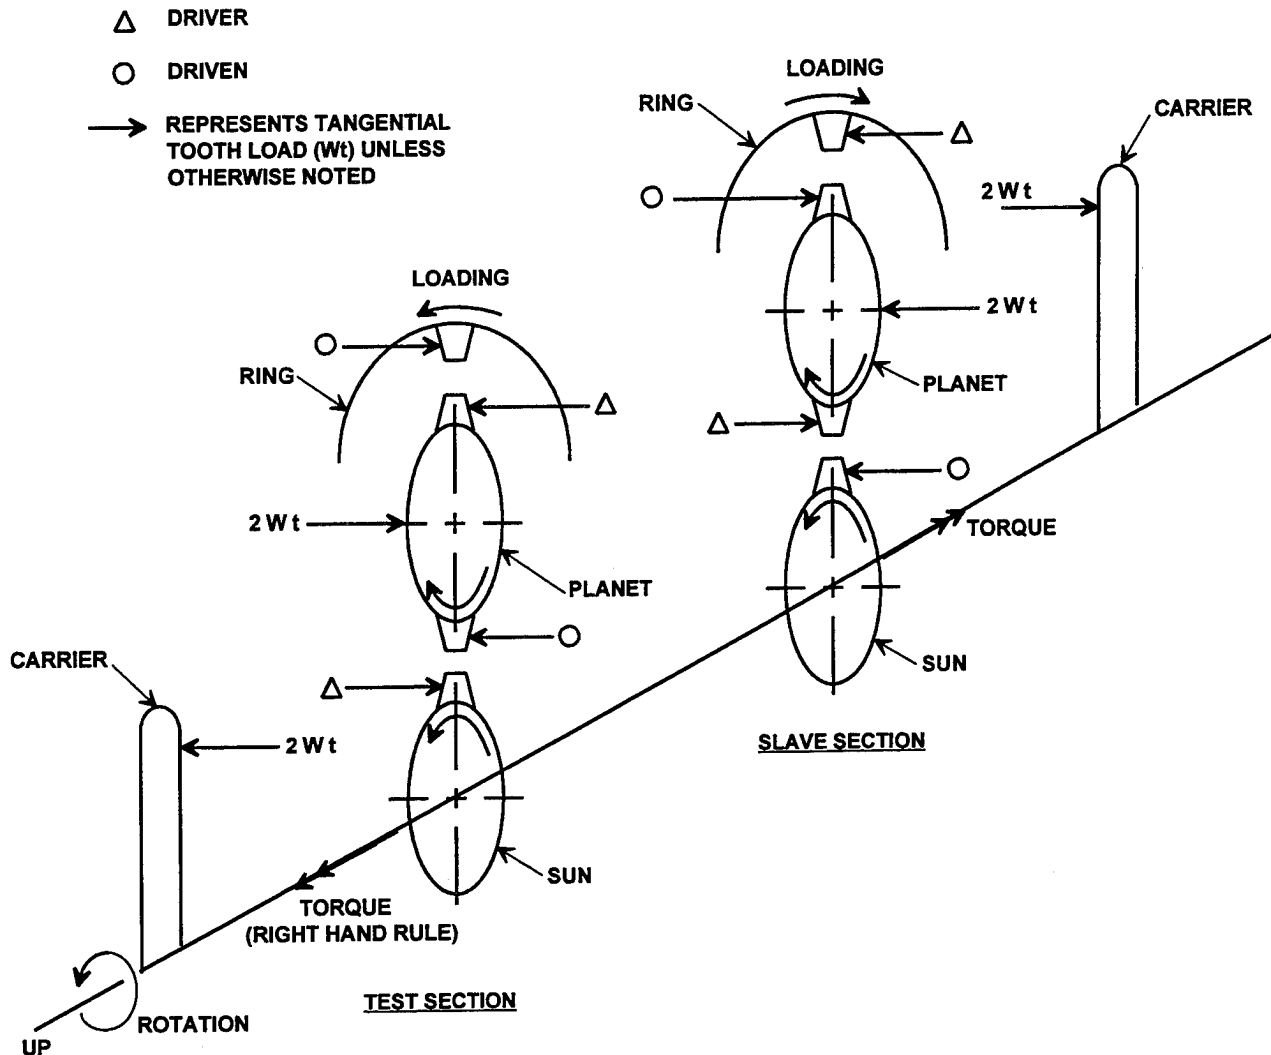 DRIVER
DRIVEN
REPRESENTS TANGENTIAL
TOOTH LOAD (Wt) UNLESS
OTHERWISE NOTED
LOADING
RING
CARRIER
2 W t
2 W t
PLANET
TORQUE
SUN
SLAVE SECTION
LOADING
RING
2 W t
PLANET
CARRIER
2 W t
SUN
TORQUE
(RIGHT HAND RULE)
TEST SECTION
ROTATION
UP